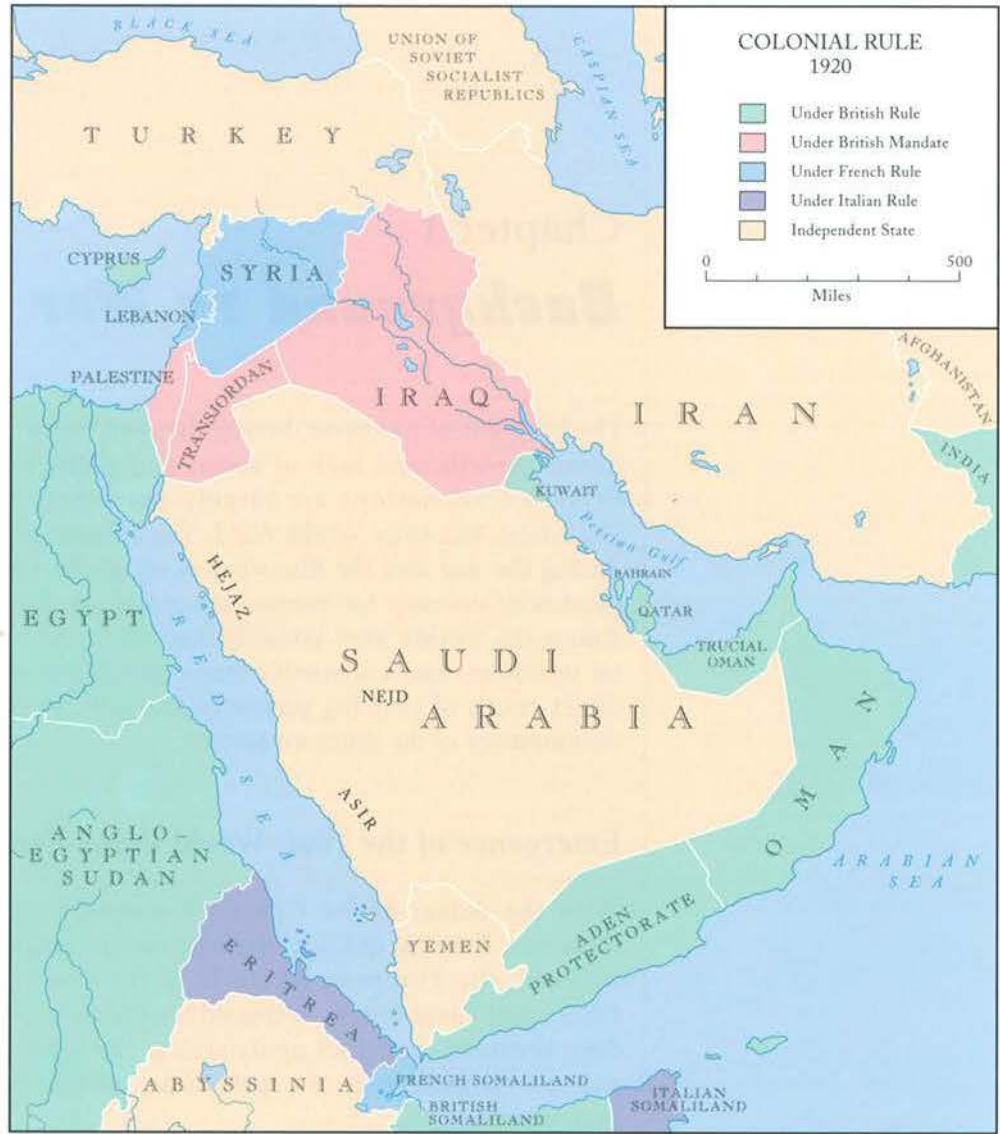 COLONIAL RULE
1920
Under British Rule
Under British Mandate
Under French Rule
Under Italian Rule
Independent State
0
500
Miles
BLACK SEA
UNION OF
SOVIET
SOCIALIST
REPUBLICS
CASPIAN SEA
TURKEY
CYPRUS
SYRIA
LEBANON
PALESTINE
TRANSJORDAN
IRAQ
IRAN
AFGHANISTAN
INDIA
KUWAIT
Persian Gulf
BAHRAIN
QATAR
TRUCIAL
OMAN
EGYPT
HEJAZ
RED SEA
SAUDI
NEJD
ARABIA
OMAN
ASIR
ANGLO-
EGYPTIAN
SUDAN
ARABIAN
SEA
YEMEN
ADEN
PROTECTORATE
ERITREA
ABYSSINIA
FRENCH SOMALILAND
BRITISH
SOMALILAND
ITALIAN
SOMALILAND